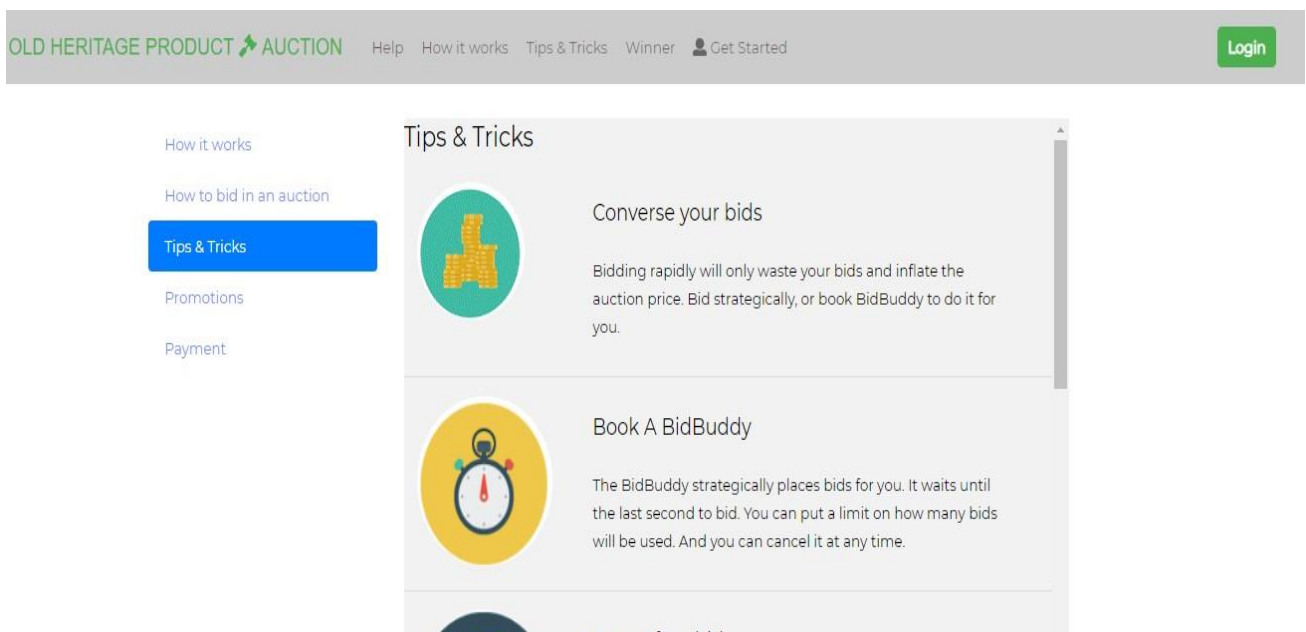 OLD HERITAGE PRODUCT AUCTION Help How it works Tips & Tricks Winner Get Started Login
How it works
How to bid in an auction
Tips & Tricks
Promotions
Payment
Tips & Tricks
Converse your bids
Bidding rapidly will only waste your bids and inflate the
auction price. Bid strategically, or book BidBuddy to do it for
you.
Book A BidBuddy
The BidBuddy strategically places bids for you. It waits until
the last second to bid. You can put a limit on how many bids
will be used. And you can cancel it at any time.